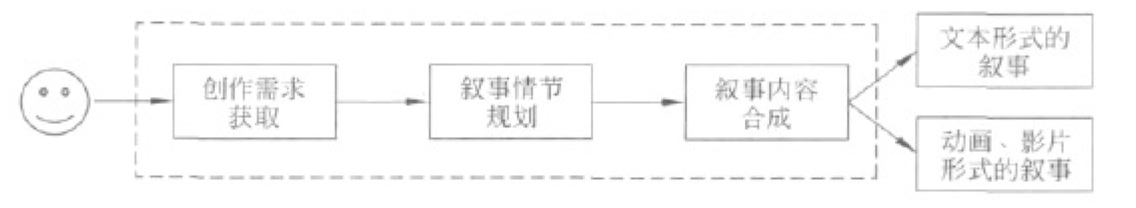 创作需求
获取
叙事情节
规划
叙事内容
合成
文本形式的
叙事
动画、影片
形式的叙事